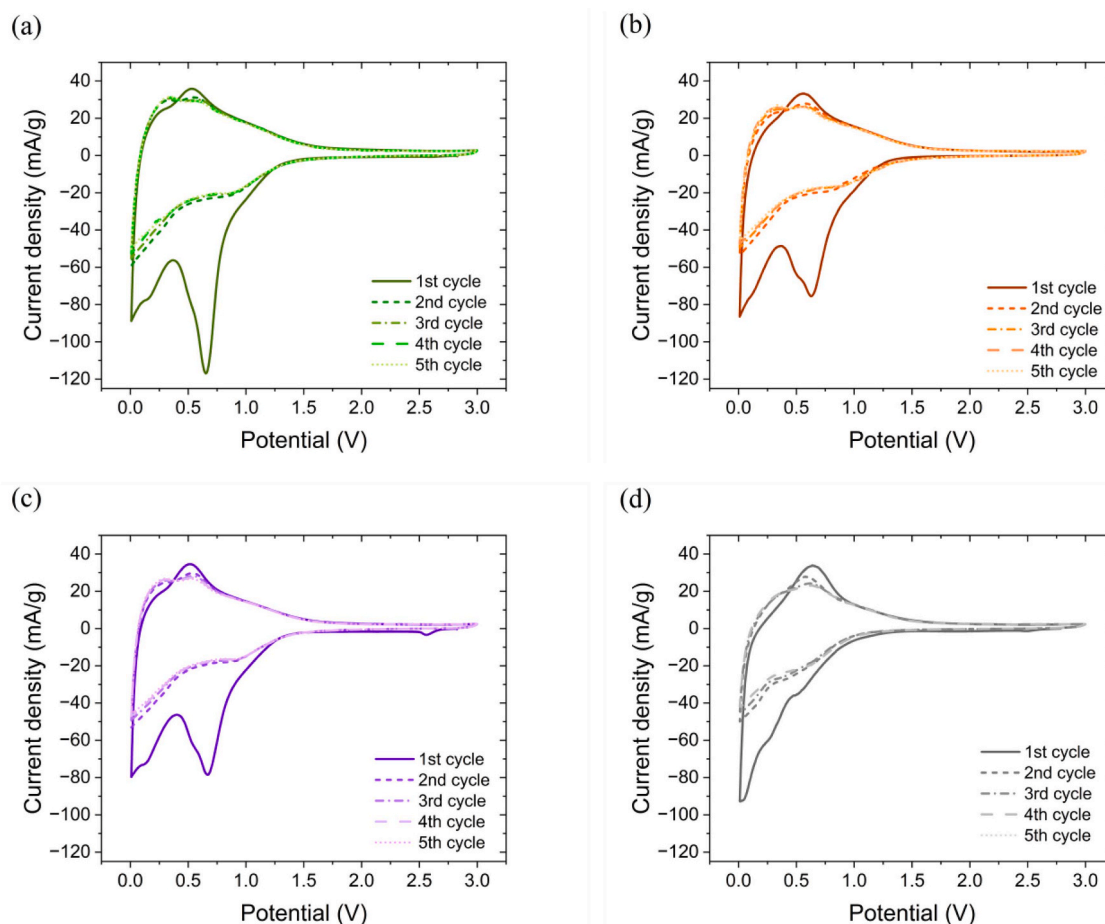 (a)
Current density (mA/g)
40
20
0
−20
−40
−60
−80
−100
−120
1st cycle
2nd cycle
3rd cycle
4th cycle
5th cycle
0.0 0.5 1.0 1.5 2.0 2.5 3.0
Potential (V)
(b)
Current density (mA/g)
40
20
0
−20
−40
−60
−80
−100
−120
1st cycle
2nd cycle
3rd cycle
4th cycle
5th cycle
0.0 0.5 1.0 1.5 2.0 2.5 3.0
Potential (V)
(c)
Current density (mA/g)
40
20
0
−20
−40
−60
−80
−100
−120
1st cycle
2nd cycle
3rd cycle
4th cycle
5th cycle
0.0 0.5 1.0 1.5 2.0 2.5 3.0
Potential (V)
(d)
Current density (mA/g)
40
20
0
−20
−40
−60
−80
−100
−120
1st cycle
2nd cycle
3rd cycle
4th cycle
5th cycle
0.0 0.5 1.0 1.5 2.0 2.5 3.0
Potential (V)